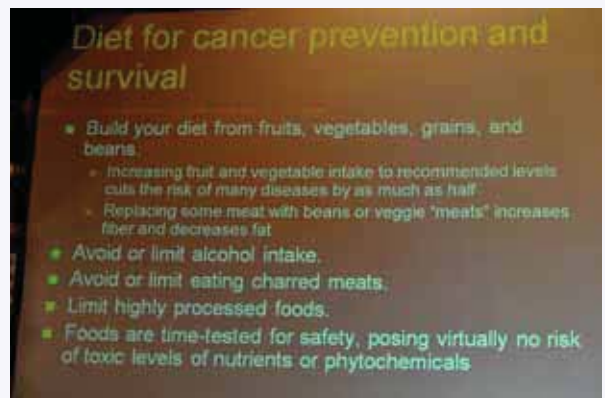 Diet for cancer prevention and
survival
Build your diet from fruits, vegetables, grains, and
beans.
Increasing fruit and vegetable intake to recommended levels
cuts the risk of many diseases by as much as half
Replacing some meat with beans or veggie "meats" increases
fiber and decreases fat
Avoid or limit alcohol intake.
Avoid or limit eating charred meats.
Limit highly processed foods.
Foods are time-tested for safety, posing virtually no risk
of toxic levels of nutrients or phytochemicals